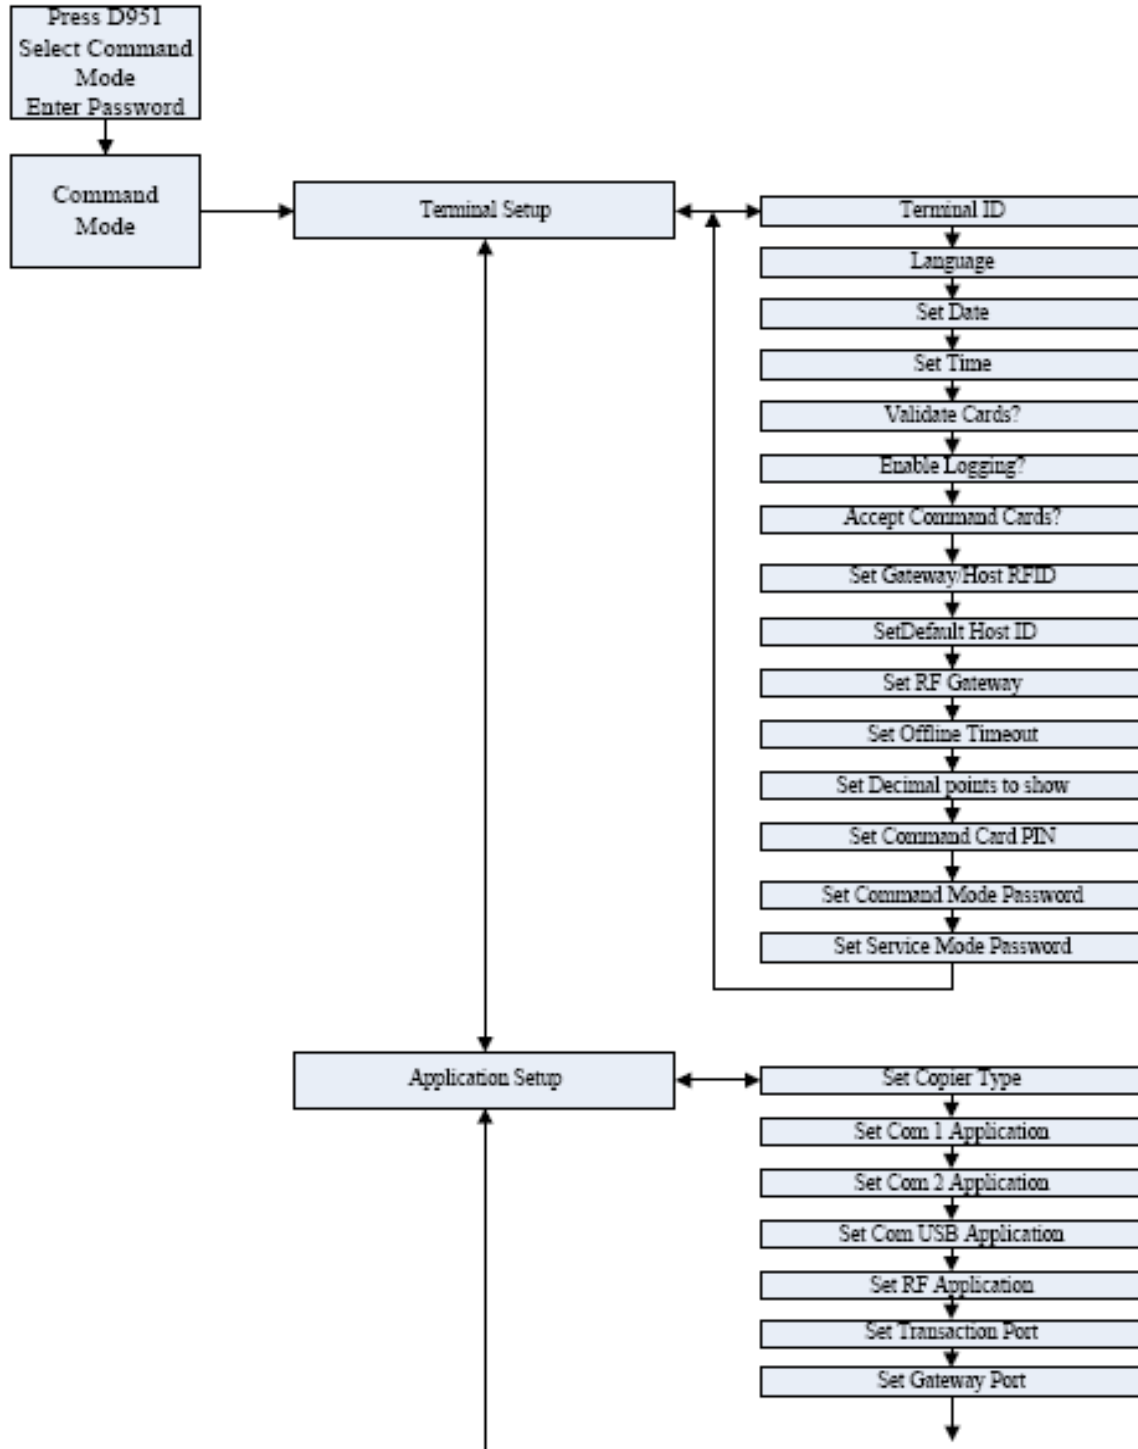 Press D951
Select Command
Mode
Enter Password
Command
Mode
Terminal Setup
Terminal ID
Language
Set Date
Set Time
Validate Cards?
Enable Logging?
Accept Command Cards?
Set Gateway/Host RFID
SetDefault Host ID
Set RF Gateway
Set Offline Timeout
Set Decimal points to show
Set Command Card PIN
Set Command Mode Password
Set Service Mode Password
Application Setup
Set Copier Type
Set Com 1 Application
Set Com 2 Application
Set Com USB Application
Set RF Application
Set Transaction Port
Set Gateway Port